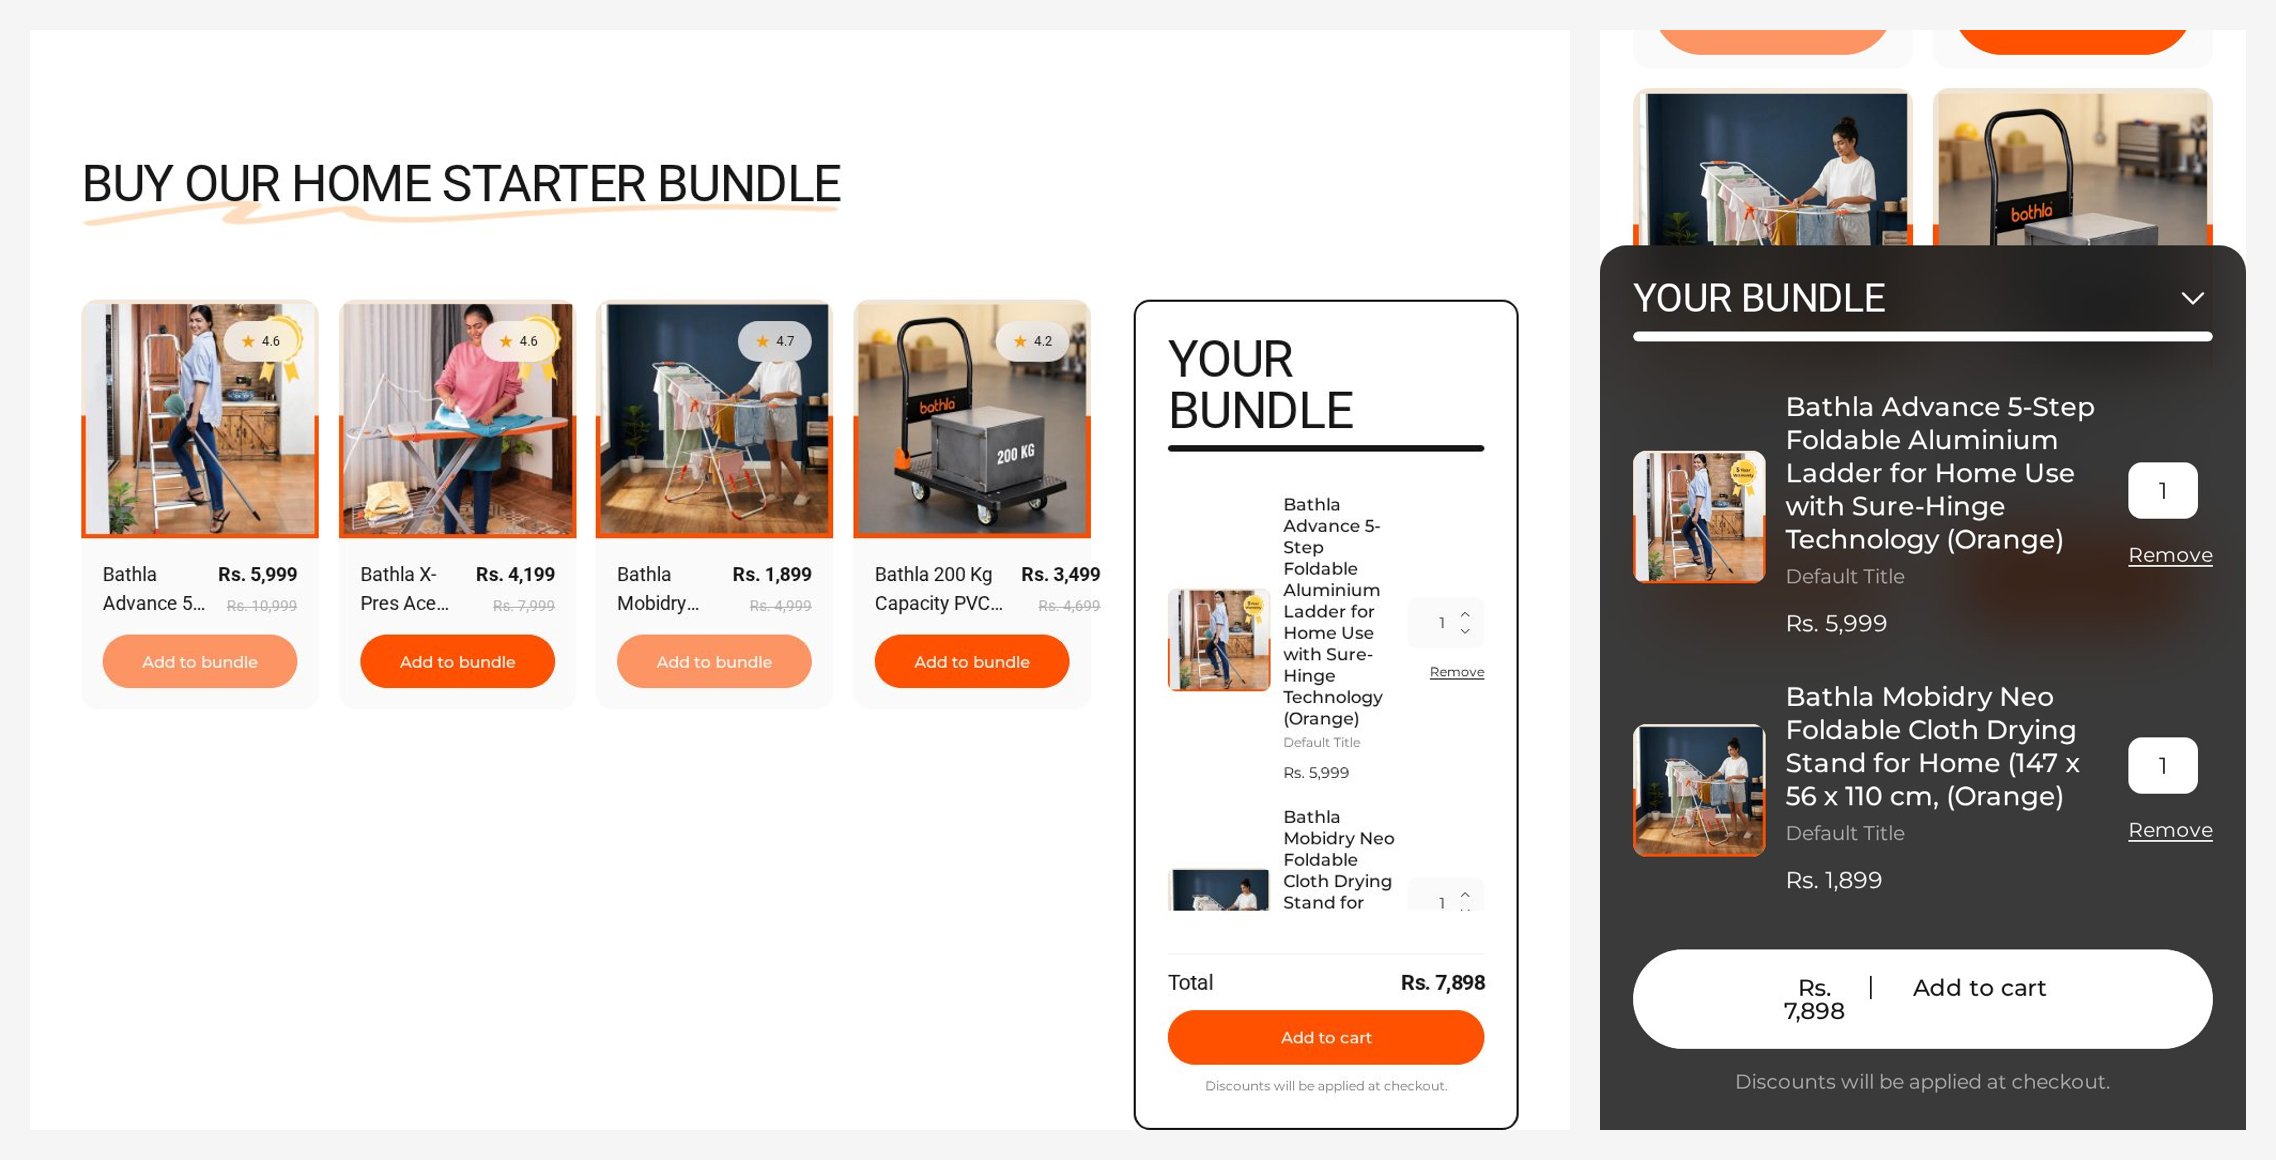 BUY OUR HOME STARTER BUNDLE
4.6
4.6
4.7
4.2
bathla
200 KG
Bathla
Advance 5...
Rs. 5,999
Rs. 10,999
Add to bundle
Bathla X-
Pres Ace...
Rs. 4,199
Rs. 7,999
Add to bundle
Bathla
Mobidry...
Rs. 1,899
Rs. 4,999
Add to bundle
Bathla 200 Kg
Capacity PVC...
Rs. 3,499
Rs. 4,699
Add to bundle
YOUR
BUNDLE
Bathla
Advance 5-
Step
Foldable
Aluminium
Ladder for
Home Use
with Sure-
Hinge
Technology
(Orange)
Default Title
Rs. 5,999
1
Remove
Bathla
Mobidry Neo
Foldable
Cloth Drying
Stand for
1
Total
Rs. 7,898
Add to cart
Discounts will be applied at checkout.
bathla
YOUR BUNDLE
5 Year
Warranty
Bathla Advance 5-Step
Foldable Aluminium
Ladder for Home Use
with Sure-Hinge
Technology (Orange)
Default Title
Rs. 5,999
1
Remove
Bathla Mobidry Neo
Foldable Cloth Drying
Stand for Home (147 x
56 x 110 cm, (Orange)
Default Title
Rs. 1,899
1
Remove
Rs.
7,898
Add to cart
Discounts will be applied at checkout.